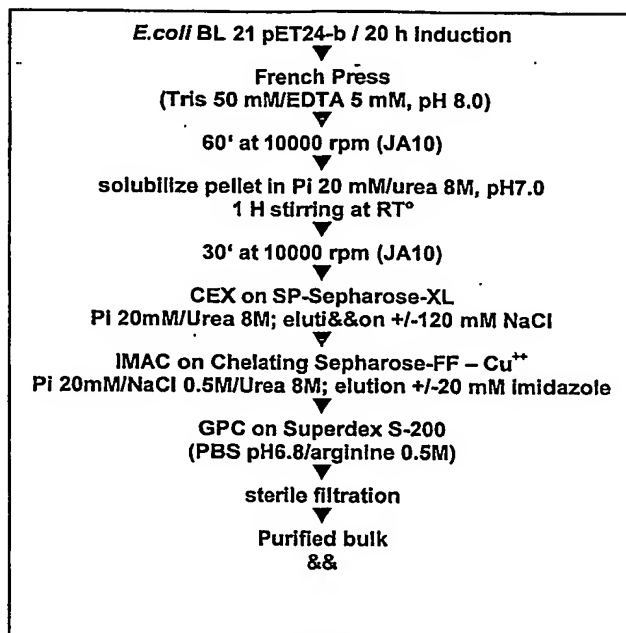 E.coli BL 21 pET24-b / 20 h induction
French Press
(Tris 50 mM/EDTA 5 mM, pH 8.0)
60' at 10000 rpm (JA10)
solubilize pellet in Pi 20 mM/urea 8M, pH7.0
1 H stirring at RT°
30' at 10000 rpm (JA10)
CEX on SP-Sepharose-XL
Pi 20mM/Urea 8M; eluti&&on +/-120 mM NaCl
IMAC on Chelating Sepharose-FF – Cu++
Pi 20mM/NaCl 0.5M/Urea 8M; elution +/-20 mM imidazole
GPC on Superdex S-200
(PBS pH6.8/arginine 0.5M)
sterile filtration
Purified bulk
&&